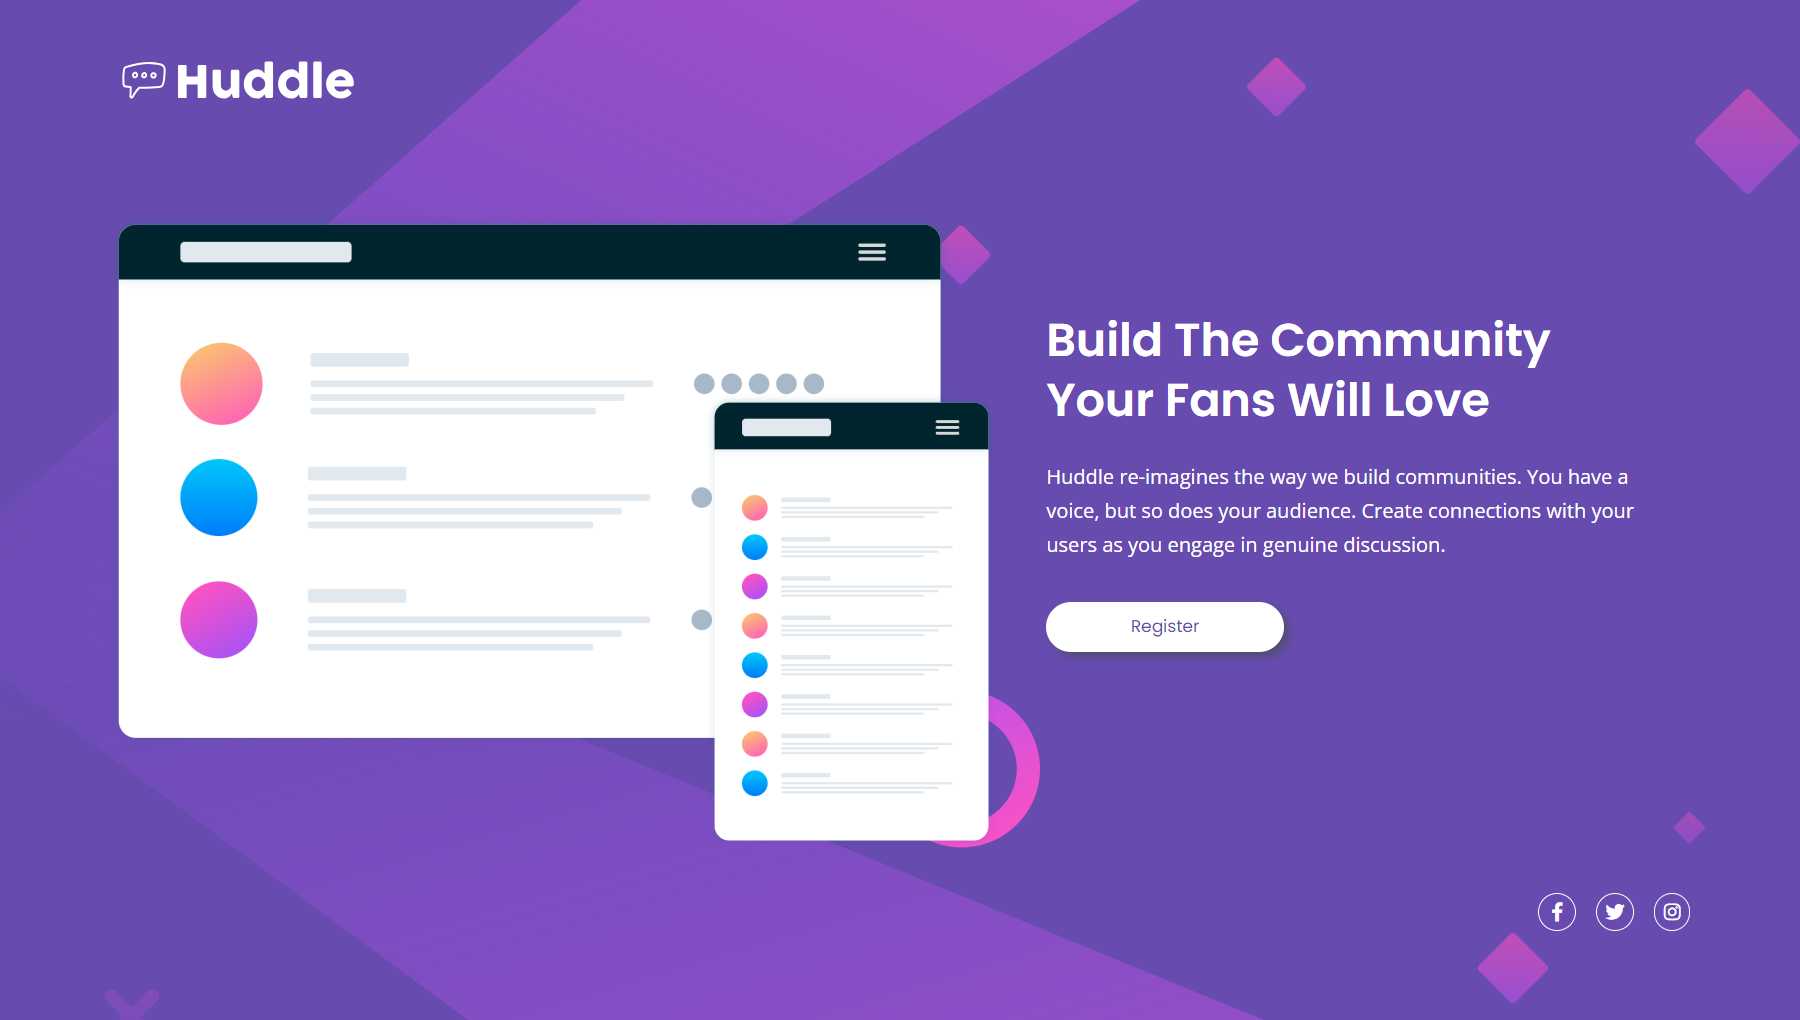 Huddle
Build The Community
Your Fans Will Love
Huddle re-imagines the way we build communities. You have a
voice, but so does your audience. Create connections with your
users as you engage in genuine discussion.
Register